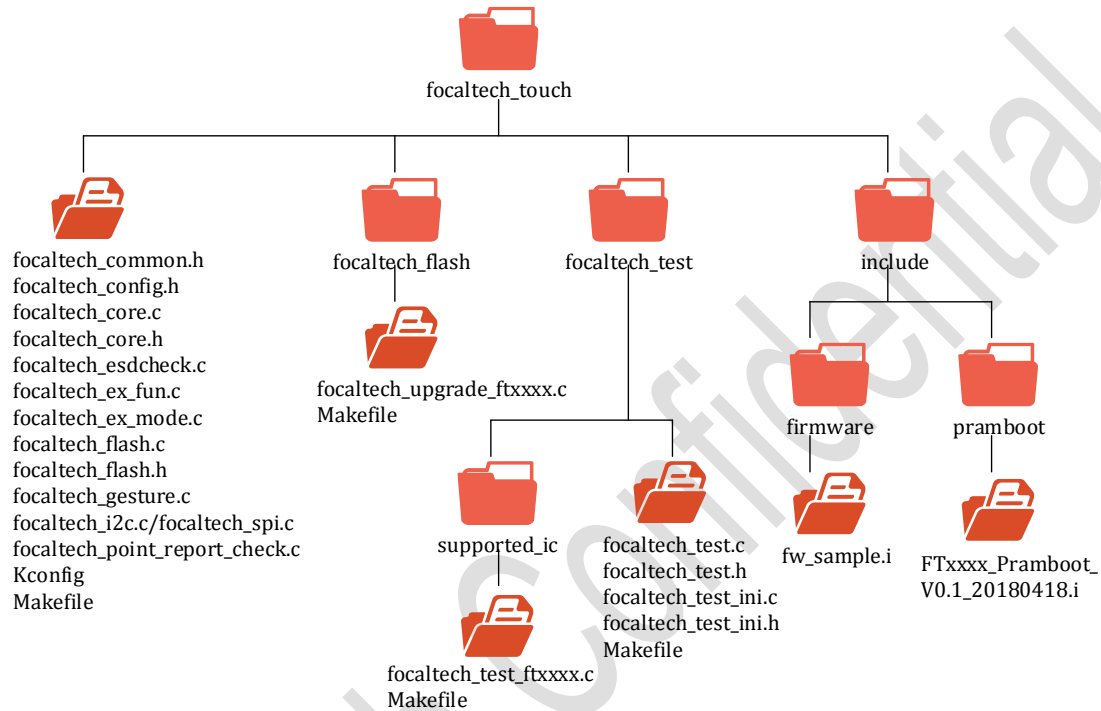 focaltech_touch
focaltech_common.h
focaltech_config.h
focaltech_core.c
focaltech_core.h
focaltech_esdcheck.c
focaltech_ex_fun.c
focaltech_ex_mode.c
focaltech_flash.c
focaltech_flash.h
focaltech_gesture.c
focaltech_i2c.c/focaltech_spi.c
focaltech_point_report_check.c
Kconfig
Makefile
focaltech_flash
focaltech_upgrade_ftxxxx.c
Makefile
focaltech_test
supported_ic
focaltech_test_ftxxxx.c
Makefile
focaltech_test.c
focaltech_test.h
focaltech_test_ini.c
focaltech_test_ini.h
Makefile
include
firmware
fw_sample.i
pramboot
FTxxxx_Pramboot_
V0.1_20180418.i
Confidential